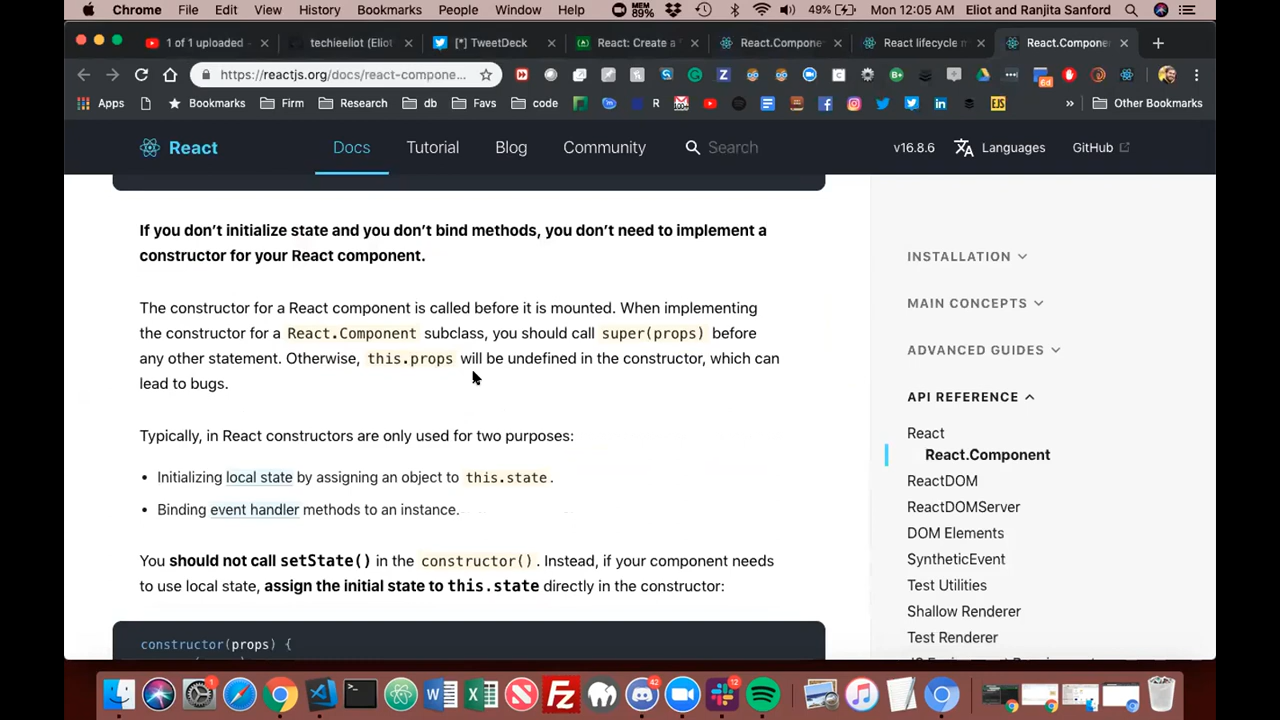 Chrome File Edit View History Bookmarks People Window Help MEM 89% 49% Mon 12:05 AM Eliot and Ranjita Sanford
1 of 1 uploaded × techieeliot (Eliot × [*] TweetDeck × React: Create a × React.Compone × React lifecycle m × React.Compone × +
https://reactjs.org/docs/react-compone... 6d
Apps Bookmarks Firm Research db Favs code R 100+ EJS » Other Bookmarks
React Docs Tutorial Blog Community Search v16.8.6 Languages GitHub
If you don't initialize state and you don't bind methods, you don't need to implement a
constructor for your React component.
The constructor for a React component is called before it is mounted. When implementing
the constructor for a React.Component subclass, you should call super(props) before
any other statement. Otherwise, this.props will be undefined in the constructor, which can
lead to bugs.
Typically, in React constructors are only used for two purposes:
• Initializing local state by assigning an object to this.state.
• Binding event handler methods to an instance.
You should not call setState() in the constructor(). Instead, if your component needs
to use local state, assign the initial state to this.state directly in the constructor:
constructor(props) {
INSTALLATION
MAIN CONCEPTS
ADVANCED GUIDES
API REFERENCE
React
React.Component
ReactDOM
ReactDOMServer
DOM Elements
SyntheticEvent
Test Utilities
Shallow Renderer
Test Renderer
1 42 12